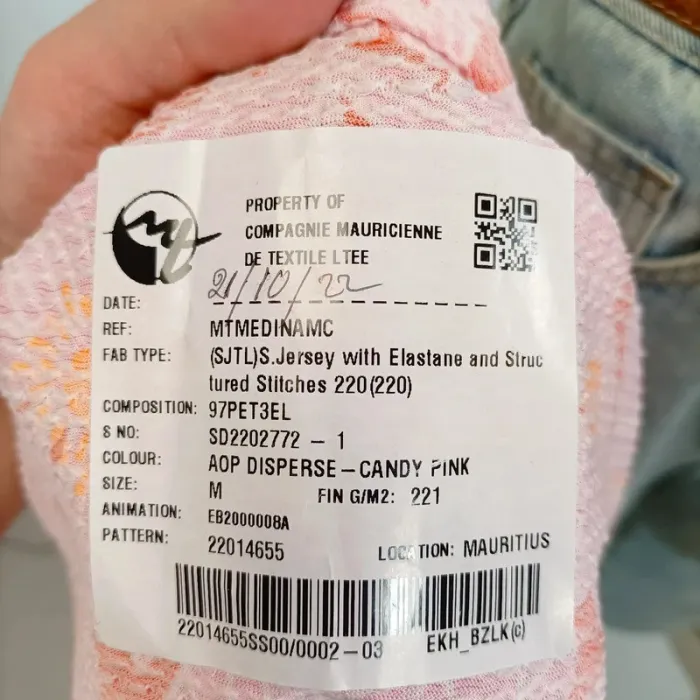 mt
PROPERTY OF
COMPAGNIE MAURICIENNE
DE TEXTILE LTEE
DATE: 21/10/22
REF: MTMEDINAMC
FAB TYPE: (SJTL)S.Jersey with Elastane and Struc
tured Stitches 220(220)
COMPOSITION: 97PET3EL
S NO: SD2202772 - 1
COLOUR: AOP DISPERSE-CANDY PINK
SIZE: M FIN G/M2: 221
ANIMATION: EB2000008A
PATTERN: 22014655 LOCATION: MAURITIUS
22014655SS00/0002-03 EKH_BZLK(c)